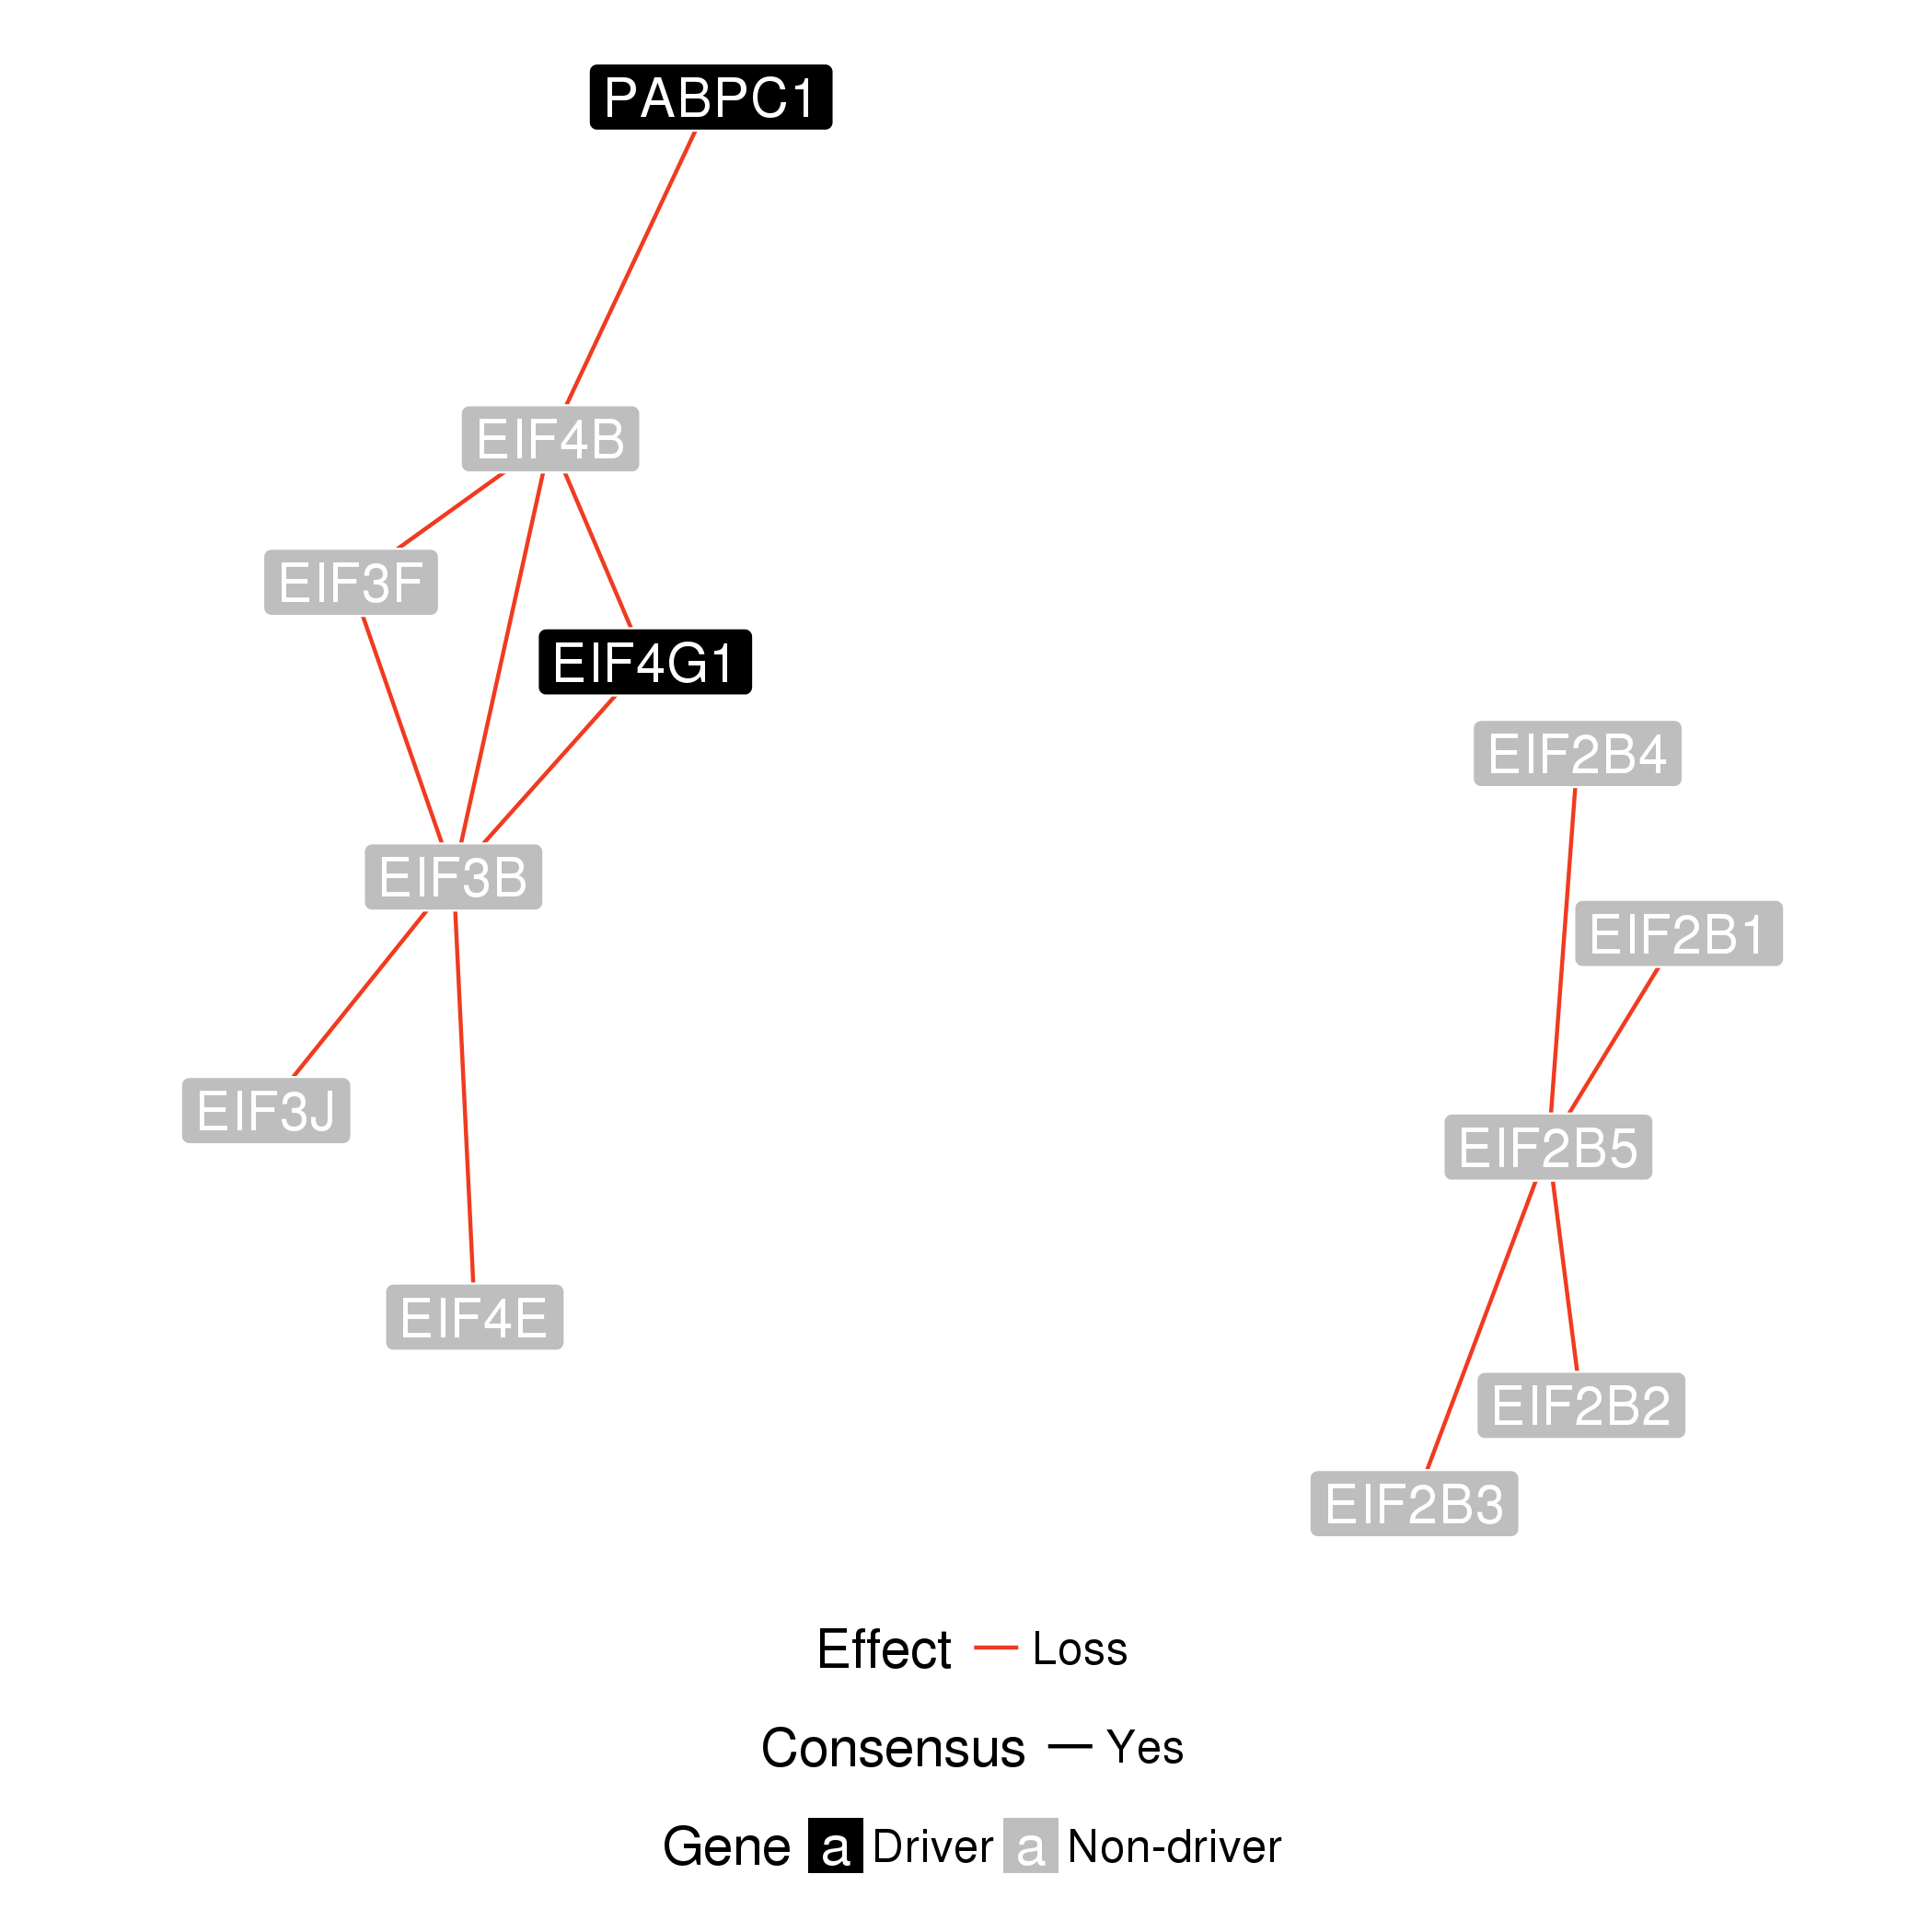 PABPC1
EIF4B
EIF3F
EIF4G1
EIF2B4
EIF3B
EIF2B1
EIF3J
EIF2B5
EIF4E
EIF2B2
EIF2B3
Effect Loss
Consensus Yes
Gene a Driver a Non-driver